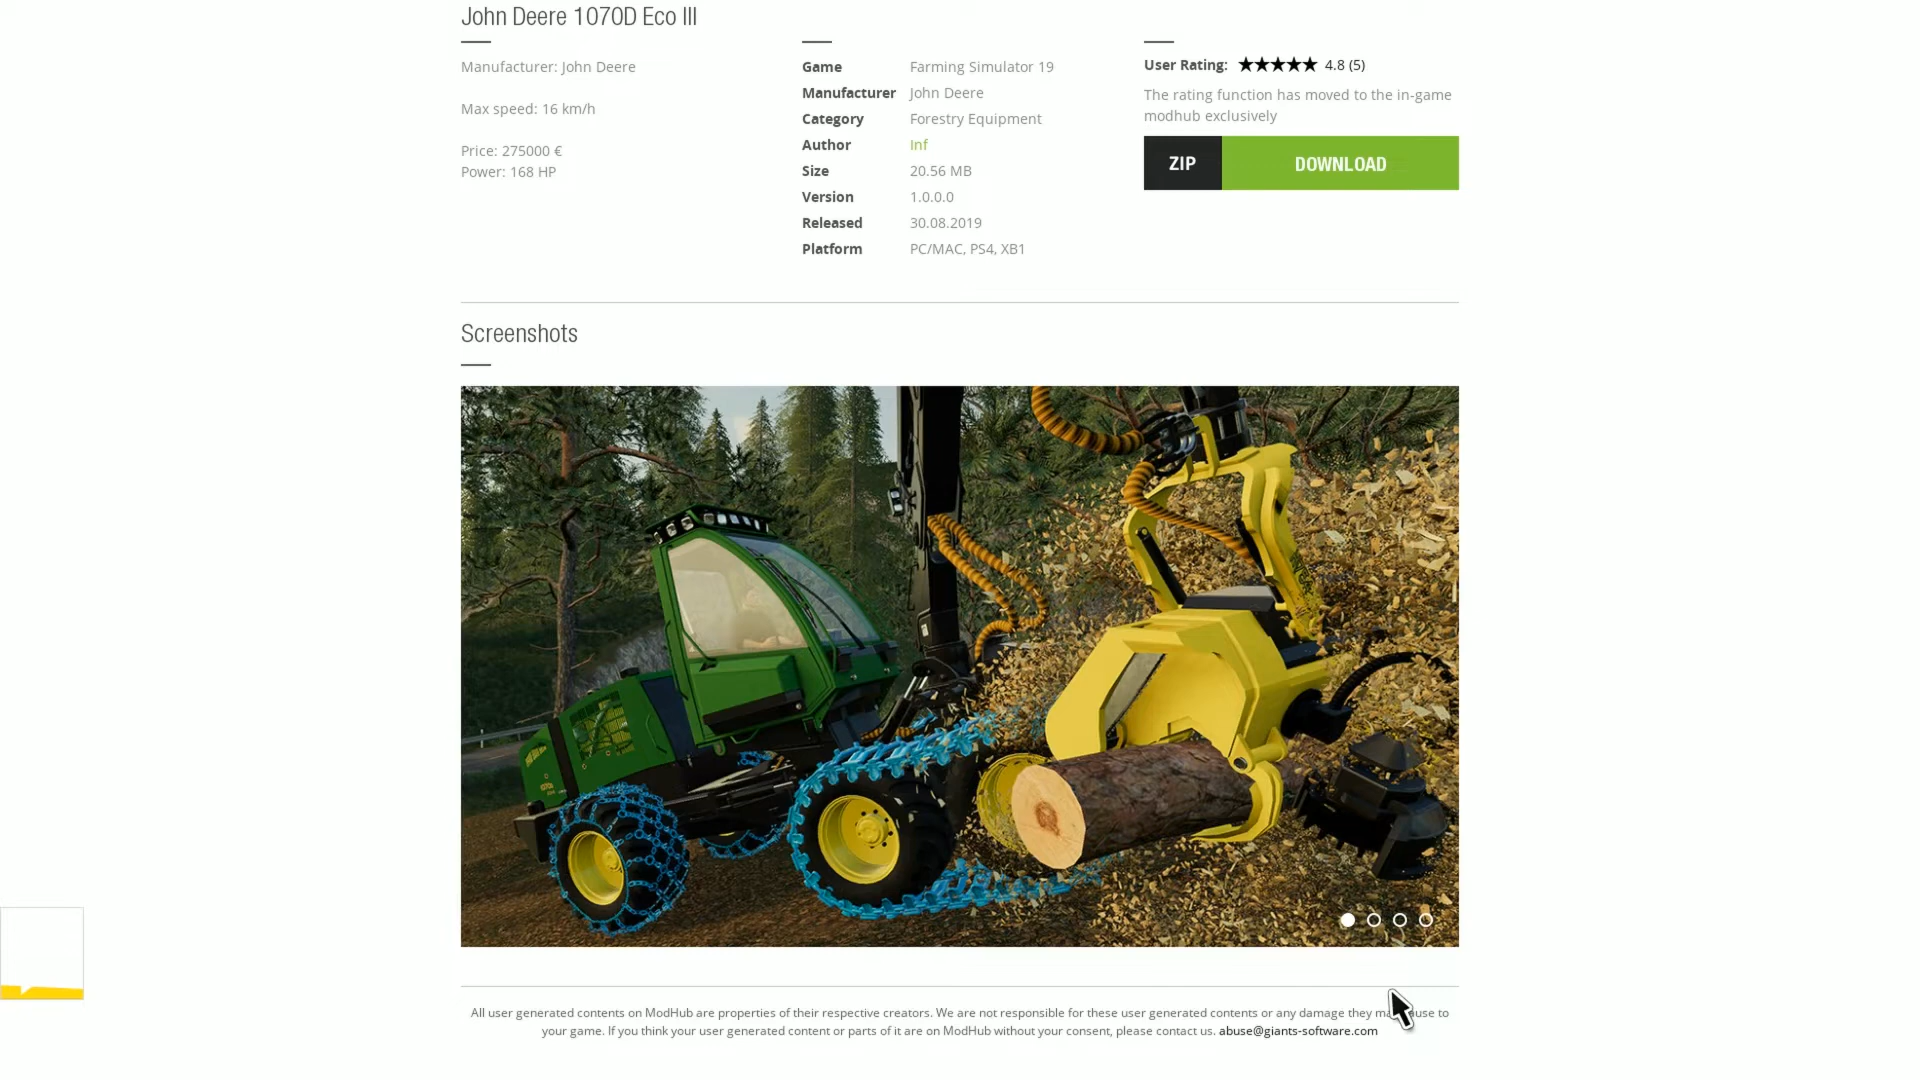 John Deere 1070D Eco III
Manufacturer: John Deere
Max speed: 16 km/h
Price: 275000 €
Power: 168 HP
Game Farming Simulator 19
Manufacturer John Deere
Category Forestry Equipment
Author Inf
Size 20.56 MB
Version 1.0.0.0
Released 30.08.2019
Platform PC/MAC, PS4, XB1
User Rating: 4.8 (5)
The rating function has moved to the in-game
modhub exclusively
ZIP DOWNLOAD
Screenshots
All user generated contents on ModHub are properties of their respective creators. We are not responsible for these user generated contents or any damage they to
your game. If you think your user generated content or parts of it are on ModHub without your consent, please contact us. abuse@giants-software.com